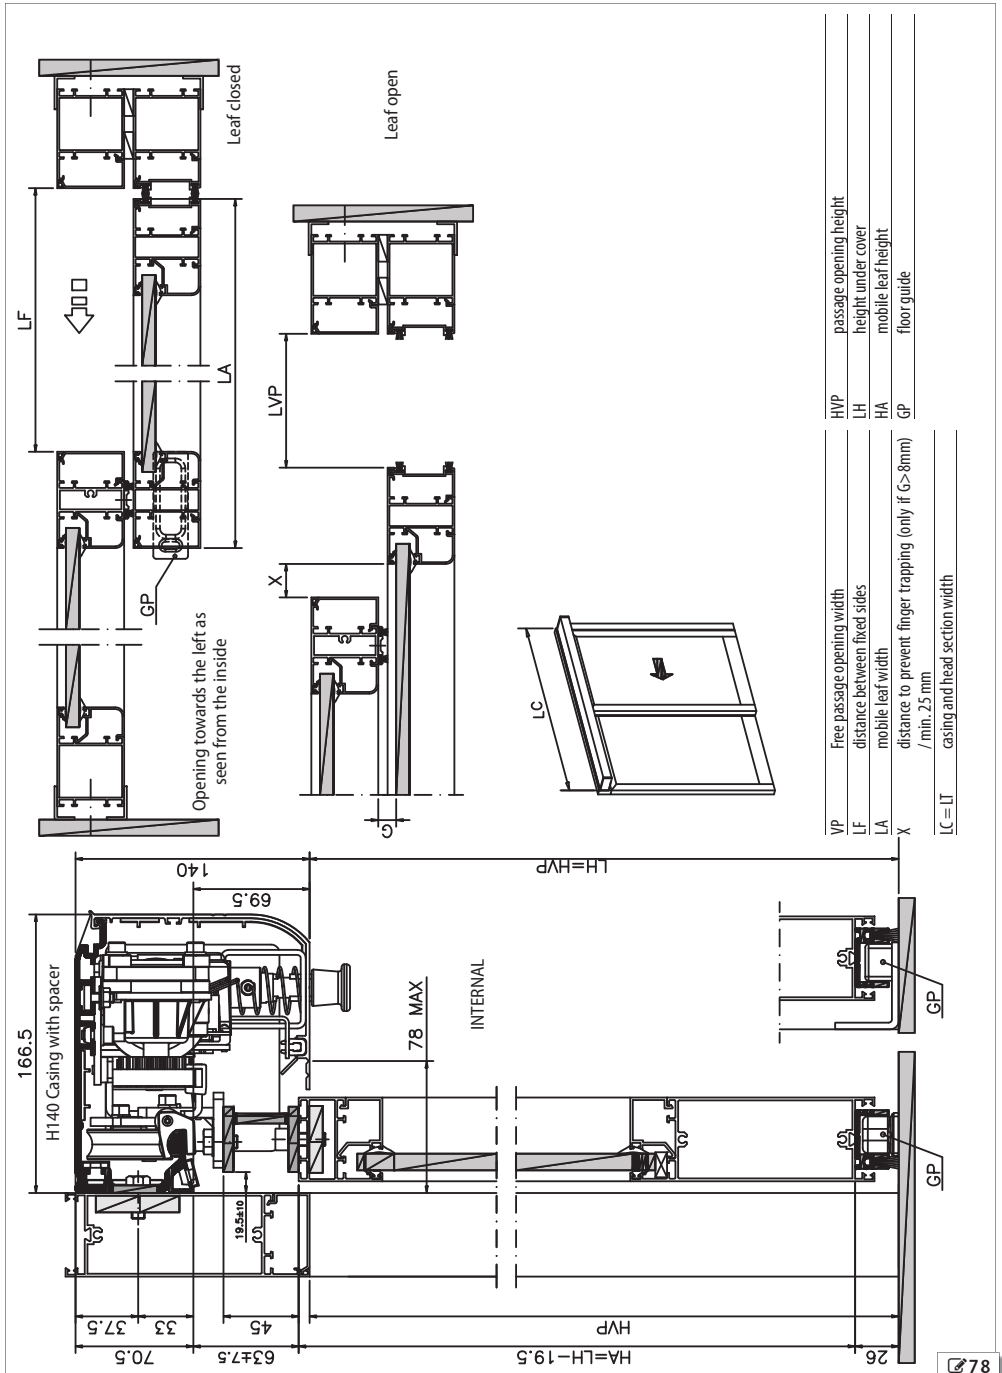 Leaf closed
LF
LA
GP
Opening towards the left as
seen from the inside
Leaf open
LVP
X
G
LC
VP Free passage opening width
LF distance between fixed sides
LA mobile leaf width
X distance to prevent finger trapping (only if G>8mm)
/ min. 25 mm
LC = LT casing and head section width
HVP passage opening height
LH height under cover
HA mobile leaf height
GP floor guide
166.5
H140 Casing with spacer
140
69.5
LH=HVP
78 MAX
INTERNAL
19.5±10
GP
GP
37.5
33
45
HVP
70.5
63±7.5
HA=LH-19.5
26
78